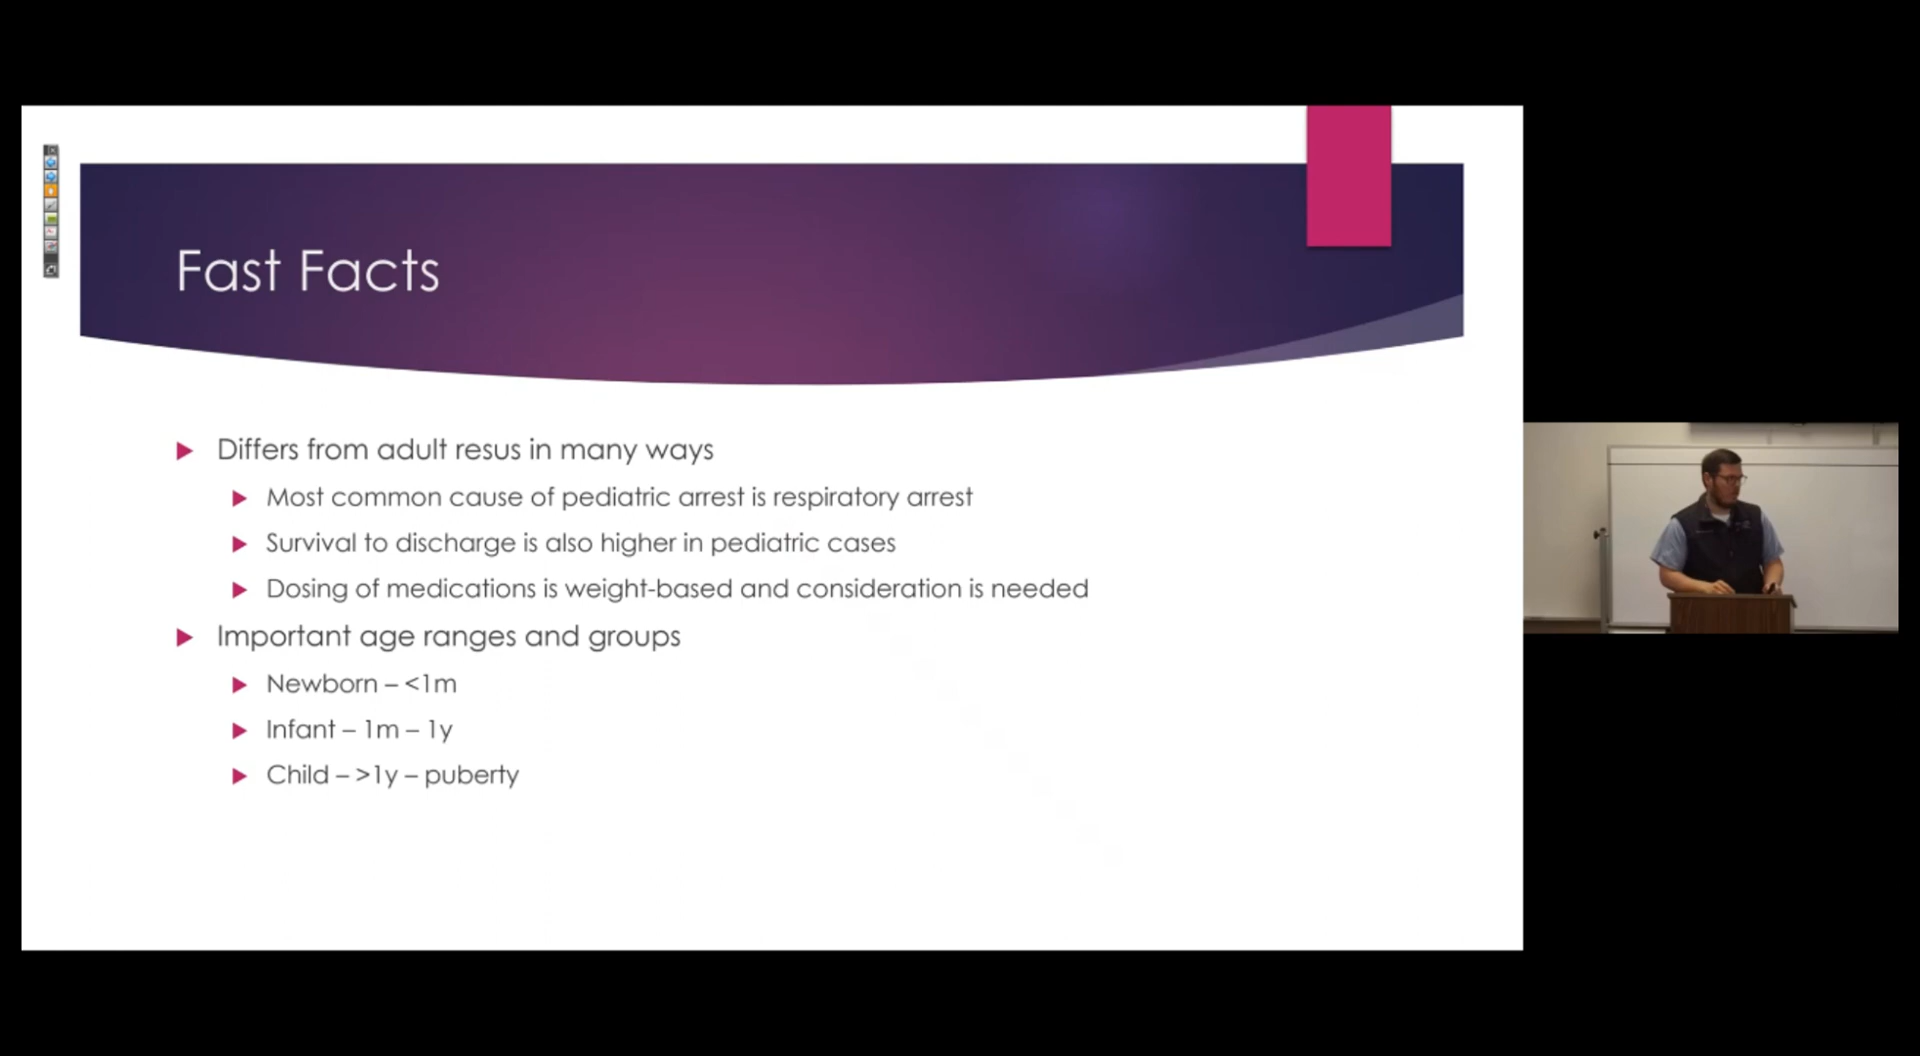 Fast Facts
Differs from adult resus in many ways
Most common cause of pediatric arrest is respiratory arrest
Survival to discharge is also higher in pediatric cases
Dosing of medications is weight-based and consideration is needed
Important age ranges and groups
Newborn – <1m
Infant – 1m – 1y
Child – >1y – puberty